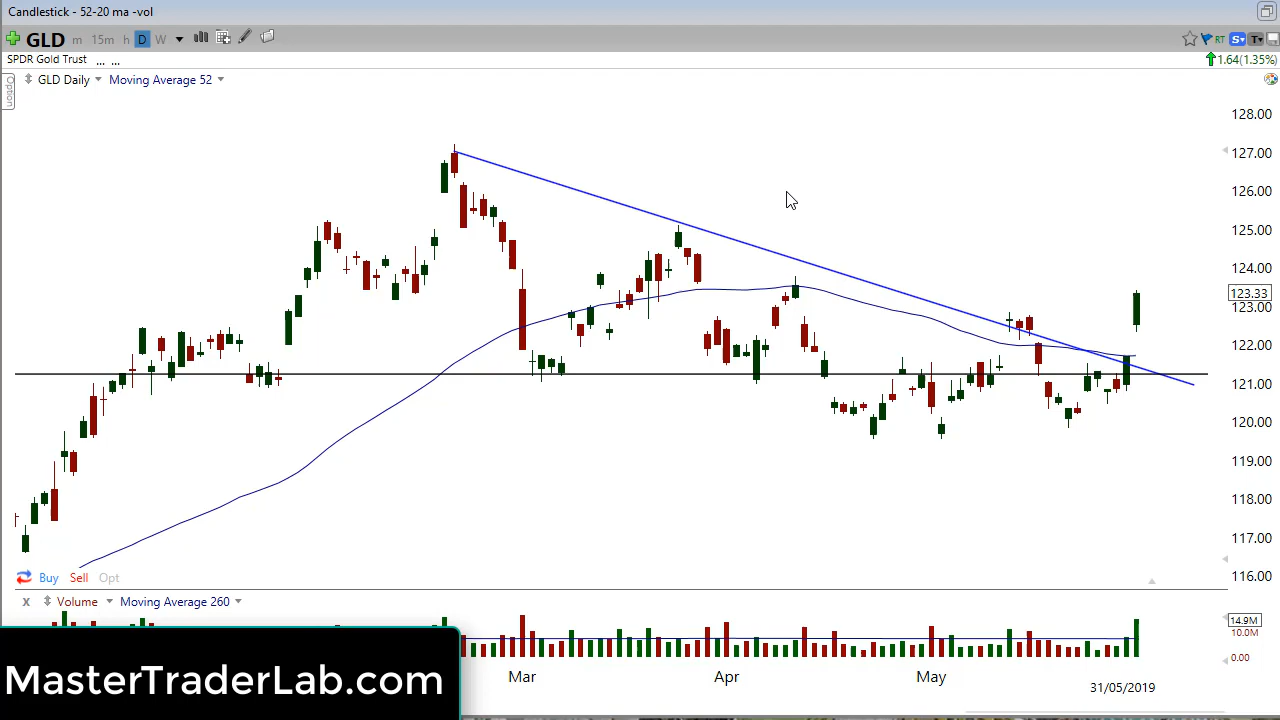 Candlestick - 52-20 ma -vol
GLD m 15m h D W RT S T
SPDR Gold Trust ... ... 1.64(1.35%)
Option
GLD Daily Moving Average 52
128.00
127.00
126.00
125.00
124.00
123.33
123.00
122.00
121.00
120.00
119.00
118.00
117.00
116.00
Buy Sell Opt
x Volume Moving Average 260
14.9M
10.0M
0.00
MasterTraderLab.com
Mar Apr May
31/05/2019